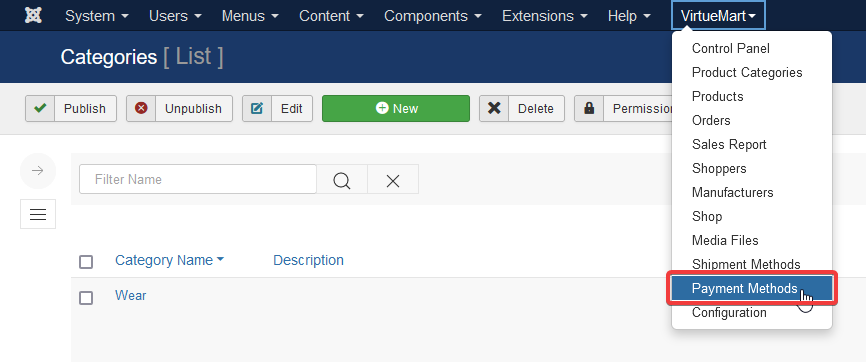 System Users Menus Content Components Extensions Help VirtueMart
Categories [ List ]
Publish Unpublish Edit New Delete Permission
Control Panel
Product Categories
Products
Orders
Sales Report
Shoppers
Manufacturers
Shop
Media Files
Shipment Methods
Payment Methods
Configuration
Filter Name
Category Name Description
Wear